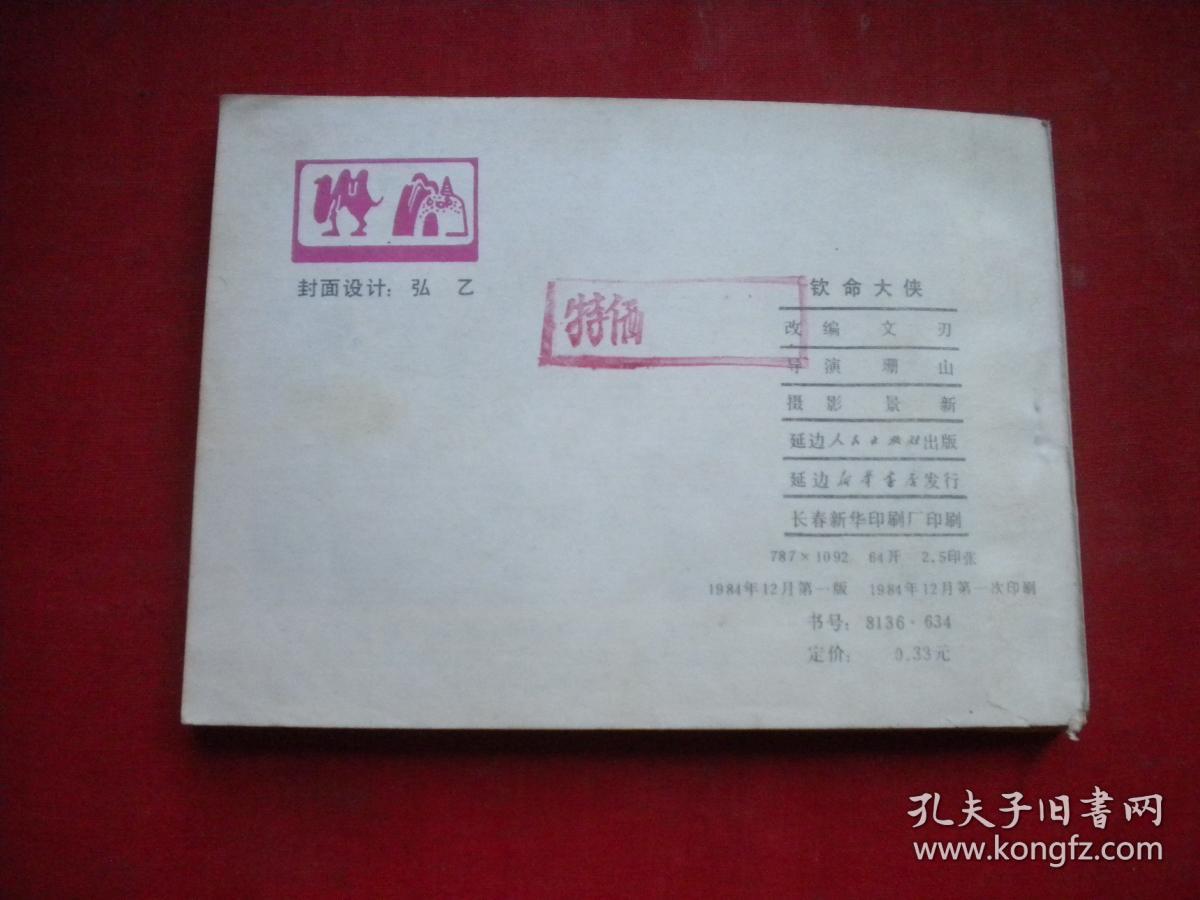 封面设计：弘 乙
特価
钦命大侠
改 编 文 刃
导 演 珊 山
摄 影 景 新
延边人民出版社出版
延边新华书店发行
长春新华印刷厂印刷
787×1092 64开 2.5印张
1984年12月第一版 1984年12月第一次印刷
书号：8136·634
定价： 0.33元
孔夫子旧书网
www.kongfz.com